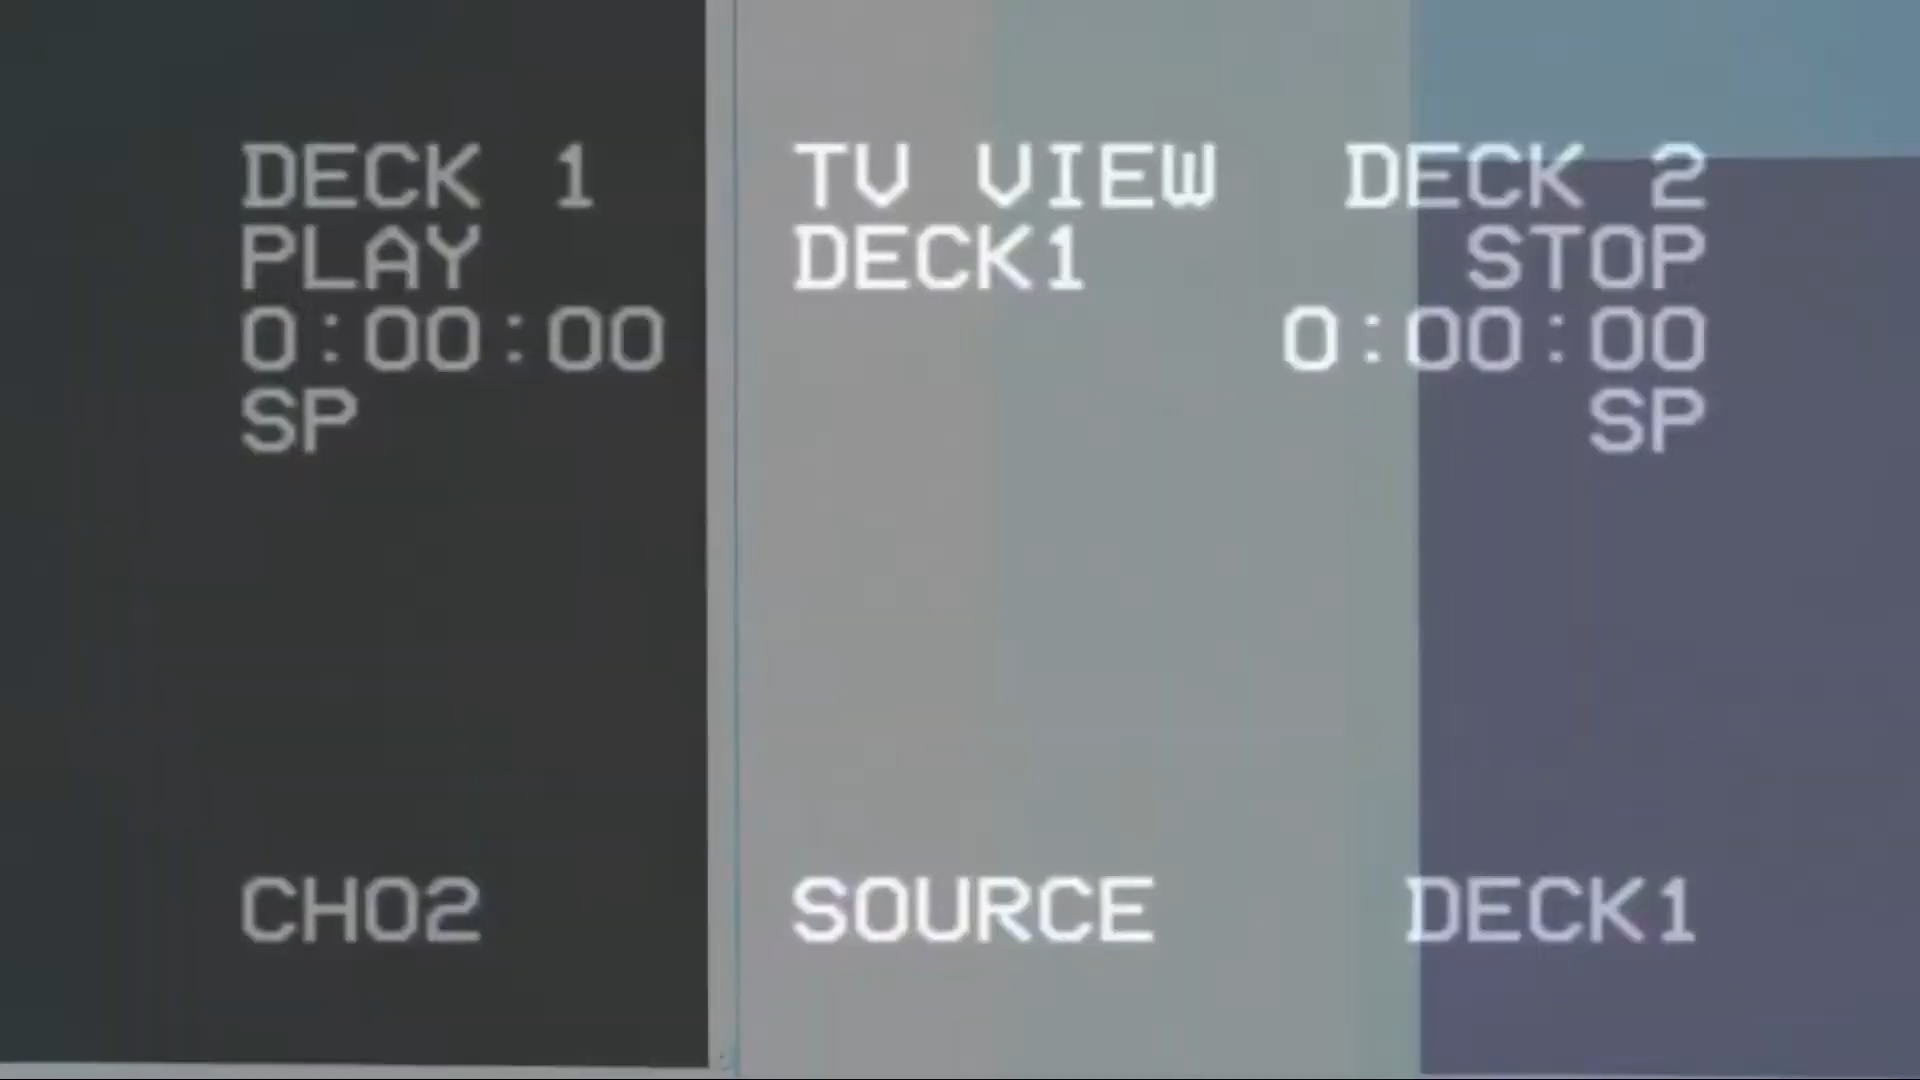 DECK 1 TV VIEW DECK 2
PLAY DECK1 STOP
0:00:00 0:00:00
SP SP
CH02 SOURCE DECK1